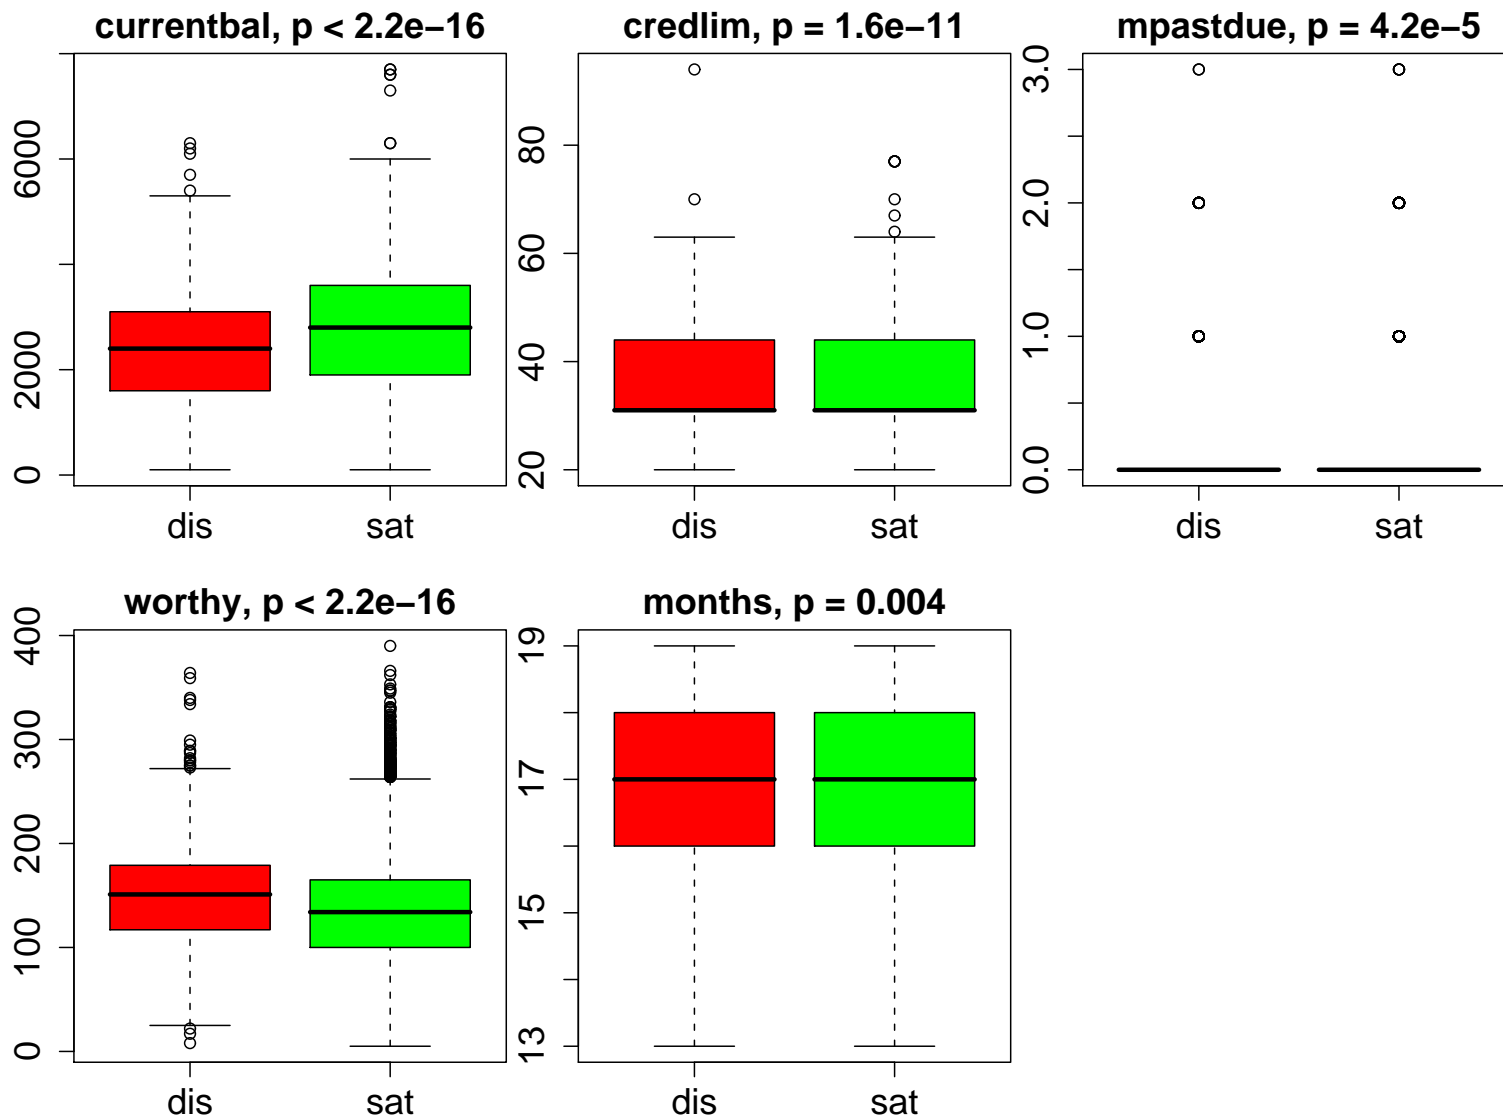 currentbal, p < 2.2e−16
6000
2000
0
dis sat
credlim, p = 1.6e−11
80
60
40
20
dis sat
mpastdue, p = 4.2e−5
3.0
2.0
1.0
0.0
dis sat
worthy, p < 2.2e−16
400
300
200
100
0
dis sat
months, p = 0.004
19
17
15
13
dis sat